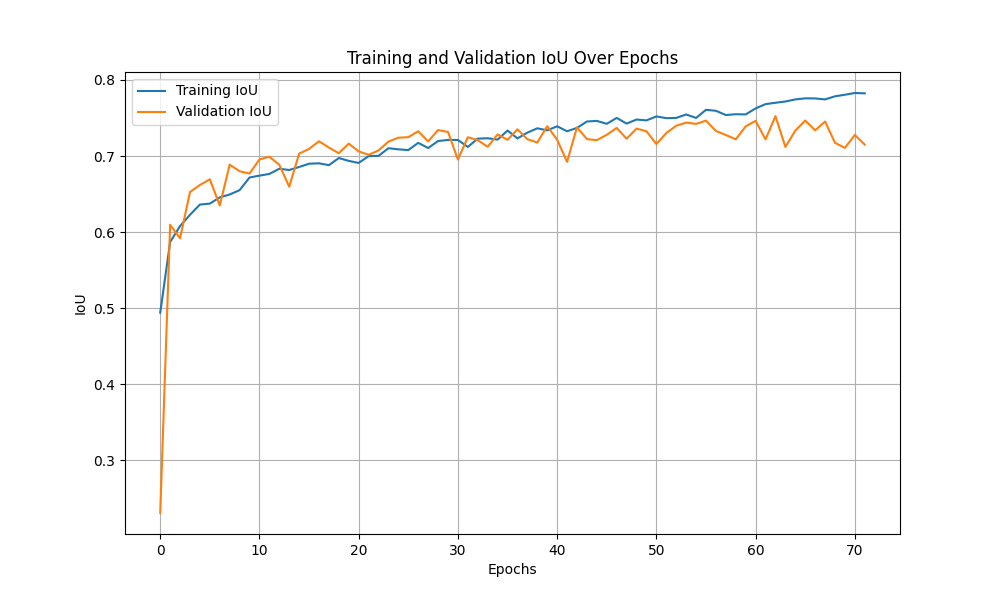 Training and Validation IoU Over Epochs
Training IoU
Validation IoU
0.8
0.7
0.6
0.5
0.4
0.3
IoU
0 10 20 30 40 50 60 70
Epochs